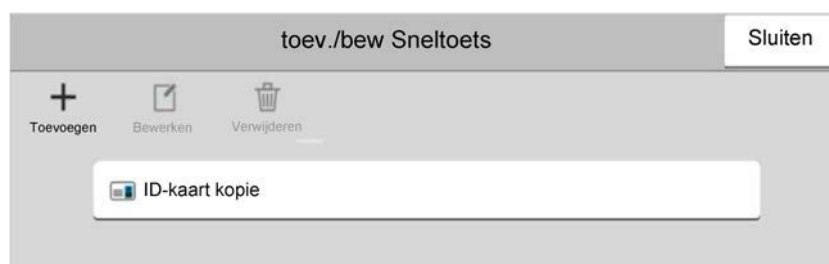 toev./bew Sneltoets
Sluiten
Toevoegen
Bewerken
Verwijderen
ID-kaart kopie